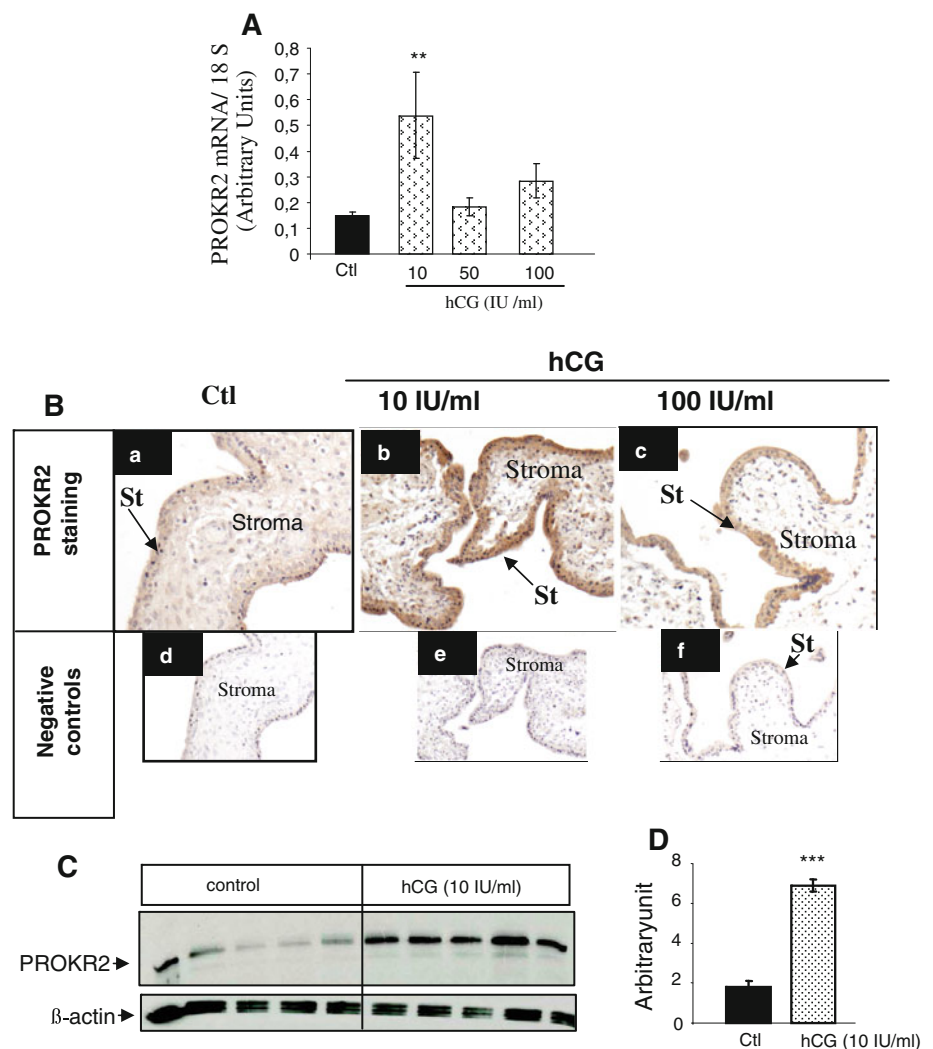 A
PROKR2 mRNA/ 18 S
(Arbitrary Units)
0,8
0,7
0,6
0,5
0,4
0,3
0,2
0,1
0
**
Ctl
10
50
100
hCG (IU /ml)
hCG
B
Ctl
10 IU/ml
100 IU/ml
PROKR2
staining
a
St
Stroma
b
Stroma
St
c
St
Stroma
Negative
controls
d
Stroma
e
Stroma
f
St
Stroma
C
control
hCG (10 IU/ml)
PROKR2
ß-actin
D
Arbitraryunit
8
6
4
2
0
***
Ctl
hCG (10 IU/ml)